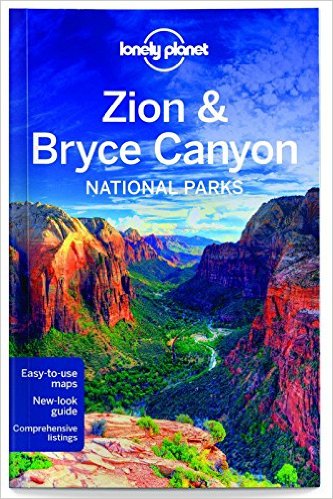 lonely planet
Zion &
Bryce Canyon
NATIONAL PARKS
Easy-to-use
maps
New-look
guide
Comprehensive
listings